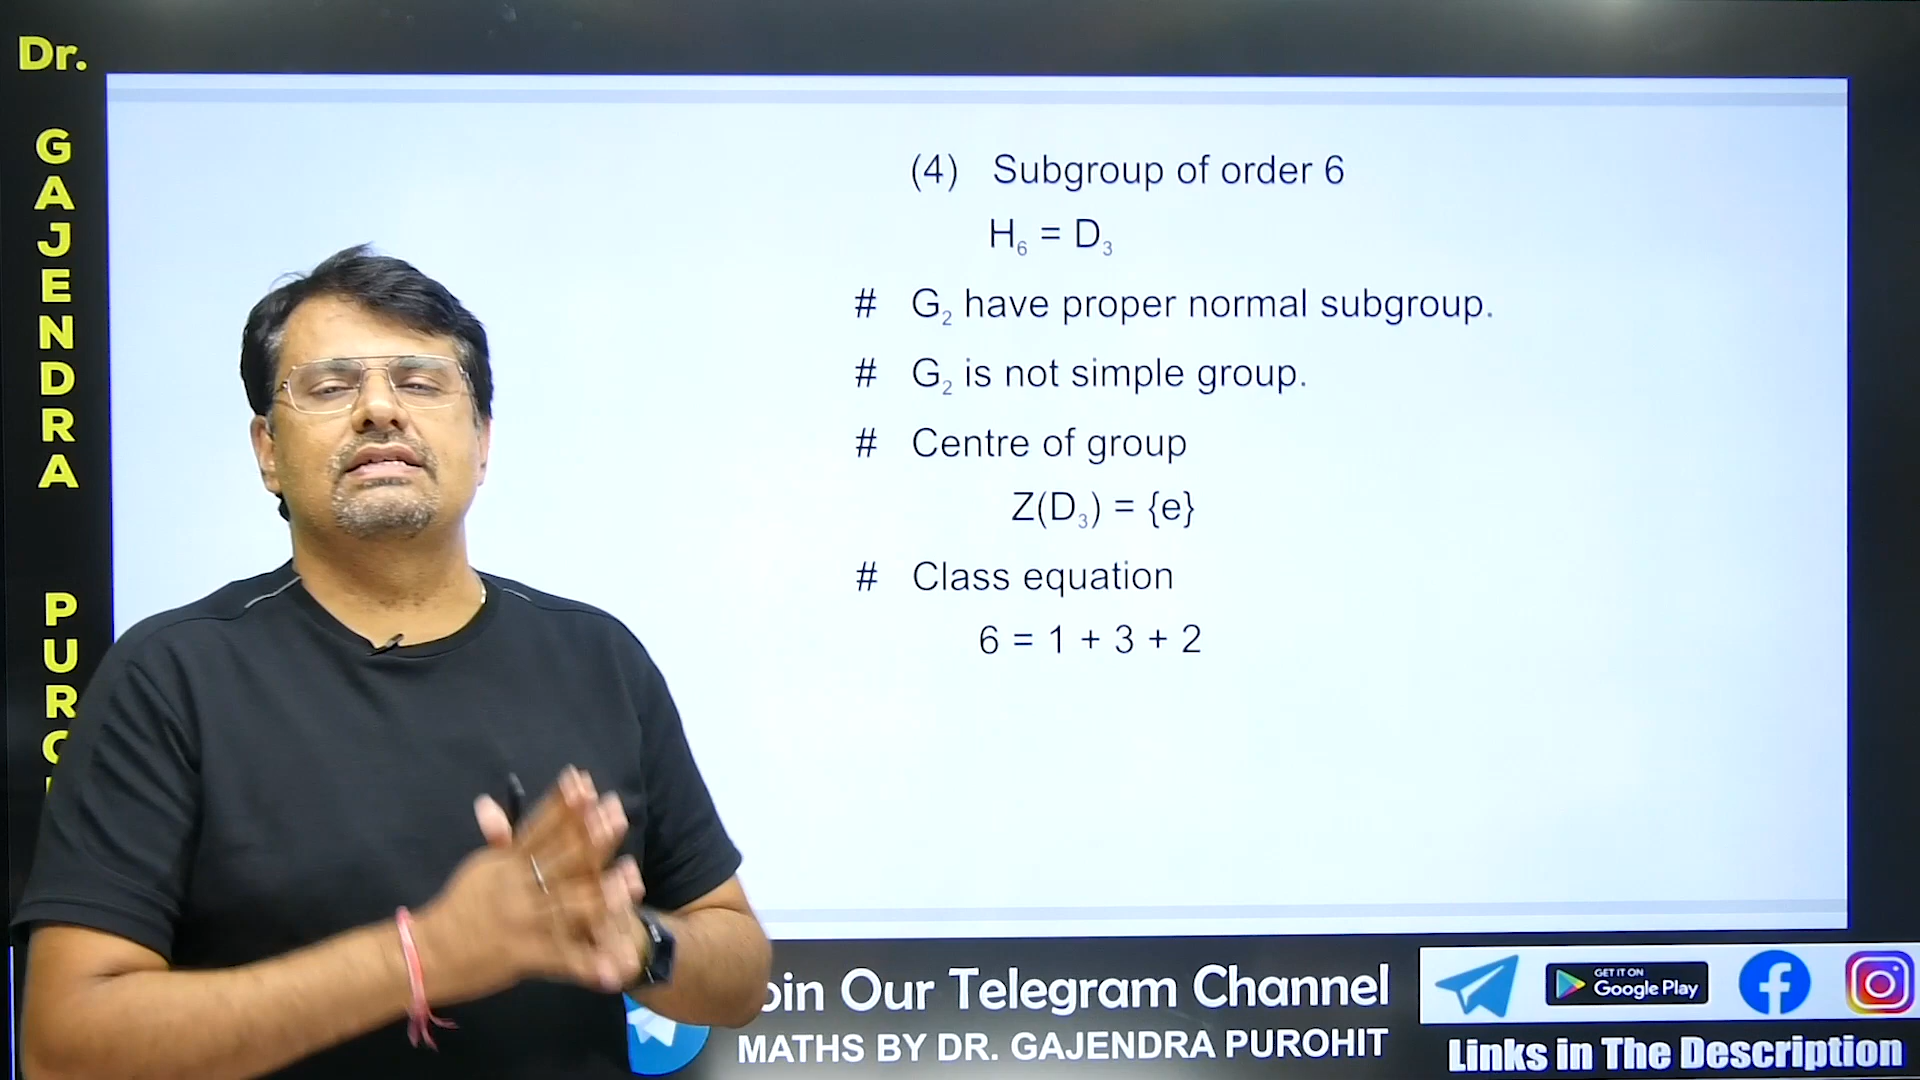 Dr.
GAJENDRA
(4) Subgroup of order 6
H₆ = D₃
# G₂ have proper normal subgroup.
# G₂ is not simple group.
# Centre of group
Z(D₃) = {e}
# Class equation
6 = 1 + 3 + 2
Our Telegram Channel
MATHS BY DR. GAJENDRA PUROHIT
GET IT ON
Google Play
Links in The Description